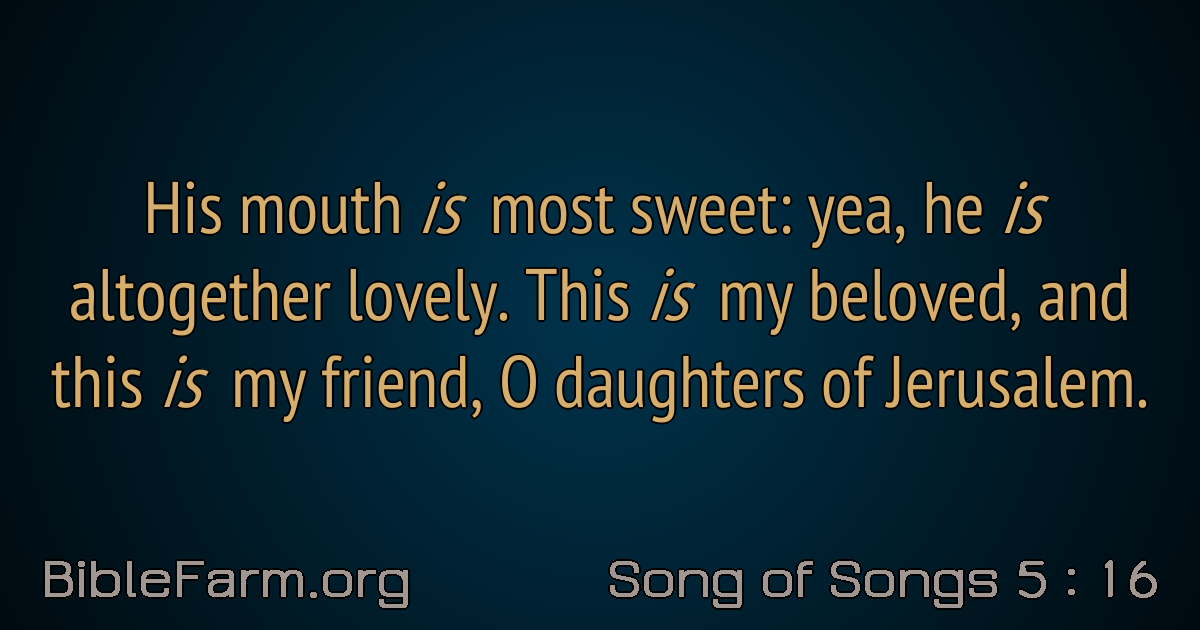 His mouth is most sweet: yea, he is
altogether lovely. This is my beloved, and
this is my friend, O daughters of Jerusalem.
BibleFarm.org
Song of Songs 5 : 16